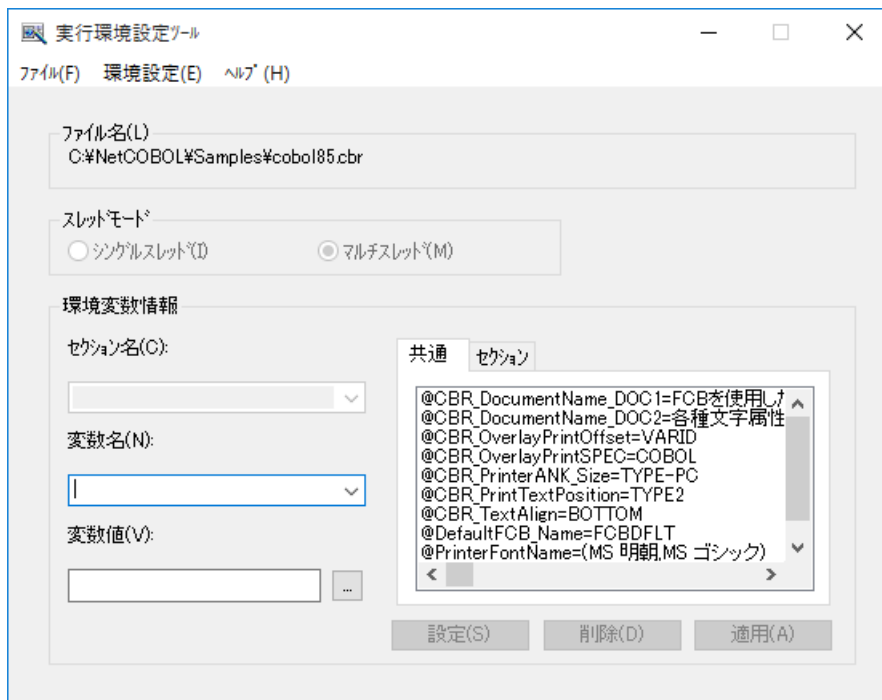 実行環境設定ﾂｰﾙ
ﾌｧｲﾙ(F) 環境設定(E) ﾍﾙﾌﾟ(H)
ﾌｧｲﾙ名(L)
C:¥NetCOBOL¥Samples¥cobol85.cbr
ｽﾚｯﾄﾞﾓｰﾄﾞ
ｼﾝｸﾞﾙｽﾚｯﾄﾞ(I) ﾏﾙﾁｽﾚｯﾄﾞ(M)
環境変数情報
ｾｸｼｮﾝ名(C):
変数名(N):
変数値(V):
...
共通 ｾｸｼｮﾝ
@CBR_DocumentName_DOC1=FCBを使用した
@CBR_DocumentName_DOC2=各種文字属性
@CBR_OverlayPrintOffset=VARID
@CBR_OverlayPrintSPEC=COBOL
@CBR_PrinterANK_Size=TYPE-PC
@CBR_PrintTextPosition=TYPE2
@CBR_TextAlign=BOTTOM
@DefaultFCB_Name=FCBDFLT
@PrinterFontName=(MS 明朝,MS ゴシック)
設定(S) 削除(D) 適用(A)